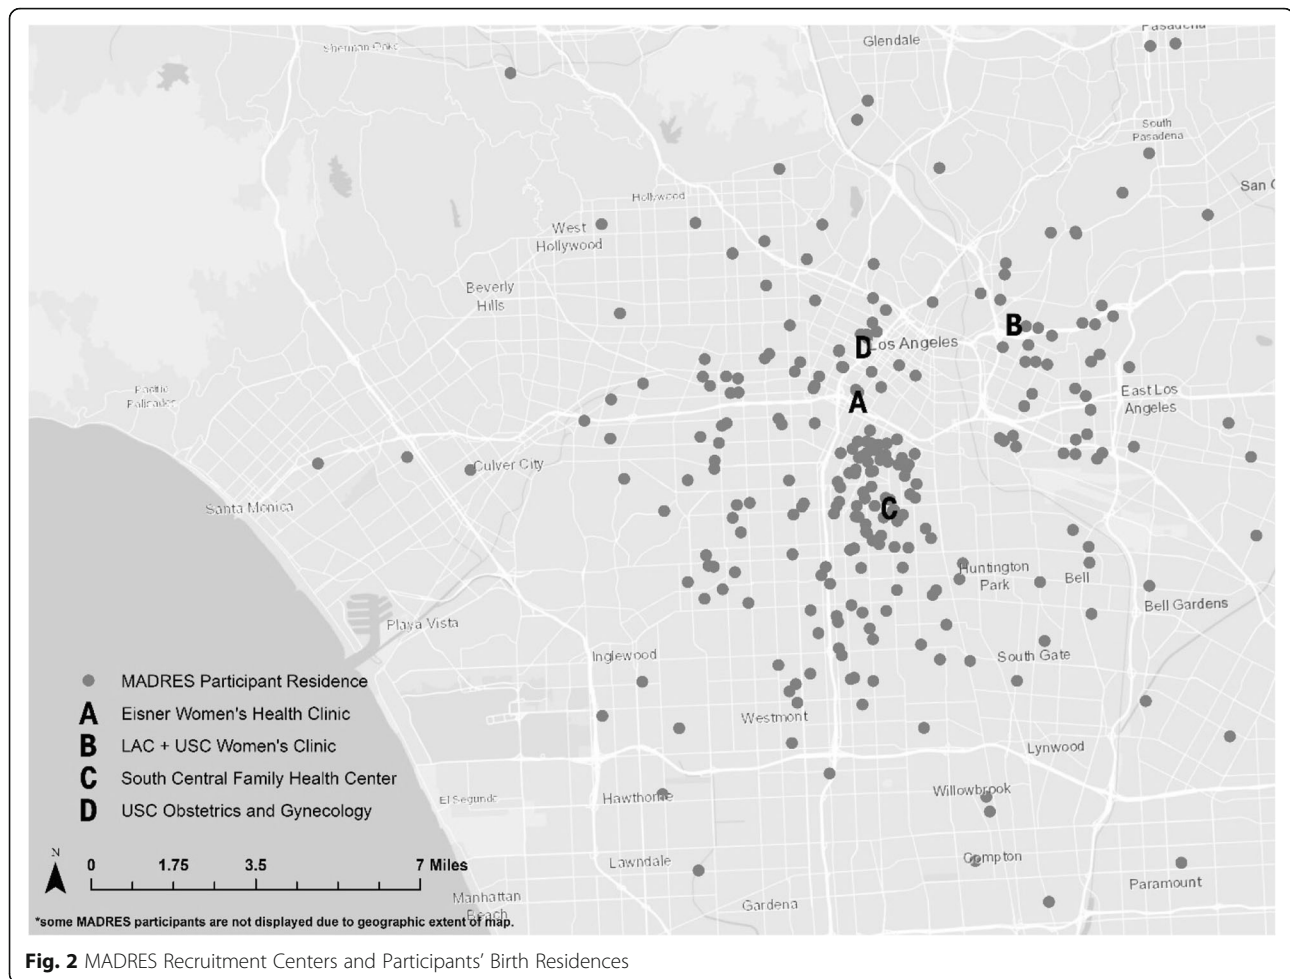 Pasadena
Sherman Oaks
Glendale
South
Pasadena
Hollywood
San G
West
Hollywood
Beverly
Hills
B
D
Los Angeles
Pacific
Palisades
A
East Los
Angeles
Culver City
Santa Monica
C
Huntington
Park
Bell
Bell Gardens
Playa Vista
Inglewood
South Gate
MADRES Participant Residence
A Eisner Women's Health Clinic
B LAC + USC Women's Clinic
C South Central Family Health Center
D USC Obstetrics and Gynecology
Westmont
Lynwood
El Segundo
Hawthorne
Willowbrook
N
0 1.75 3.5 7 Miles
Lawndale
Compton
Paramount
Manhattan
Beach
Gardena
*some MADRES participants are not displayed due to geographic extent of map.
Fig. 2 MADRES Recruitment Centers and Participants' Birth Residences